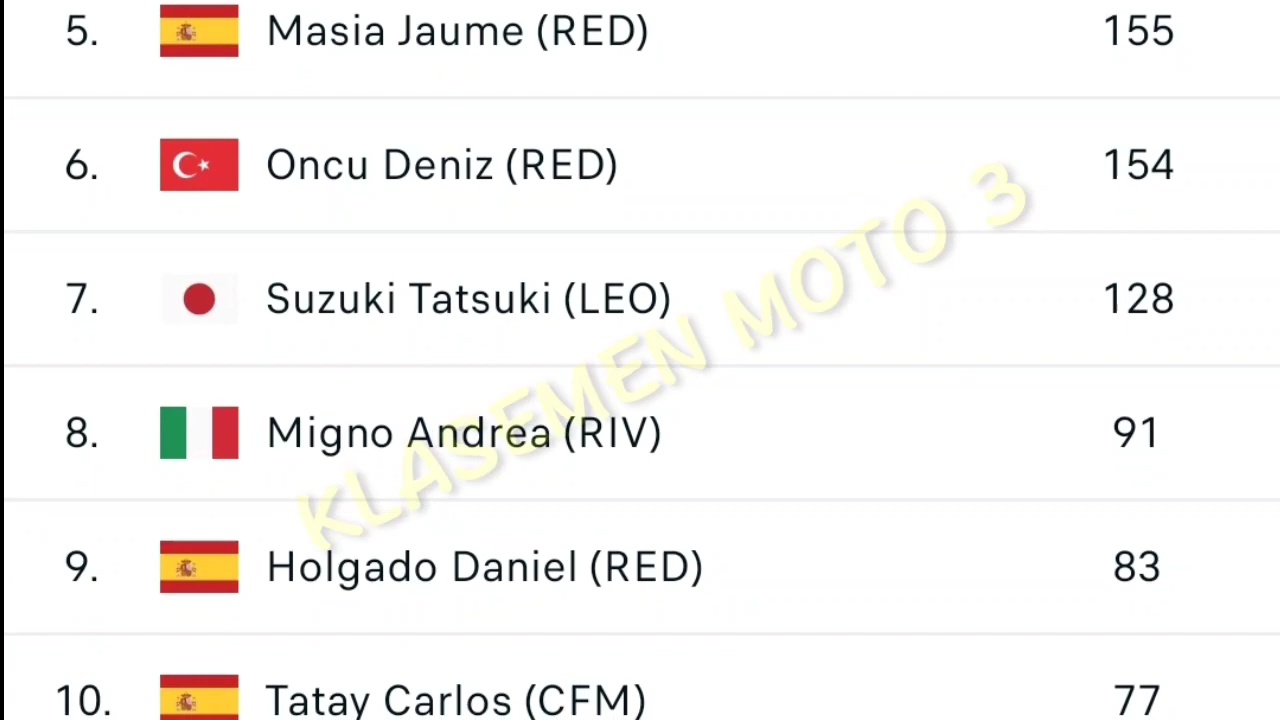 5. Masia Jaume (RED) 155
6. Oncu Deniz (RED) 154
7. Suzuki Tatsuki (LEO) 128
8. Migno Andrea (RIV) 91
9. Holgado Daniel (RED) 83
10. Tatay Carlos (CFM) 77
KLASEMEN MOTO 3